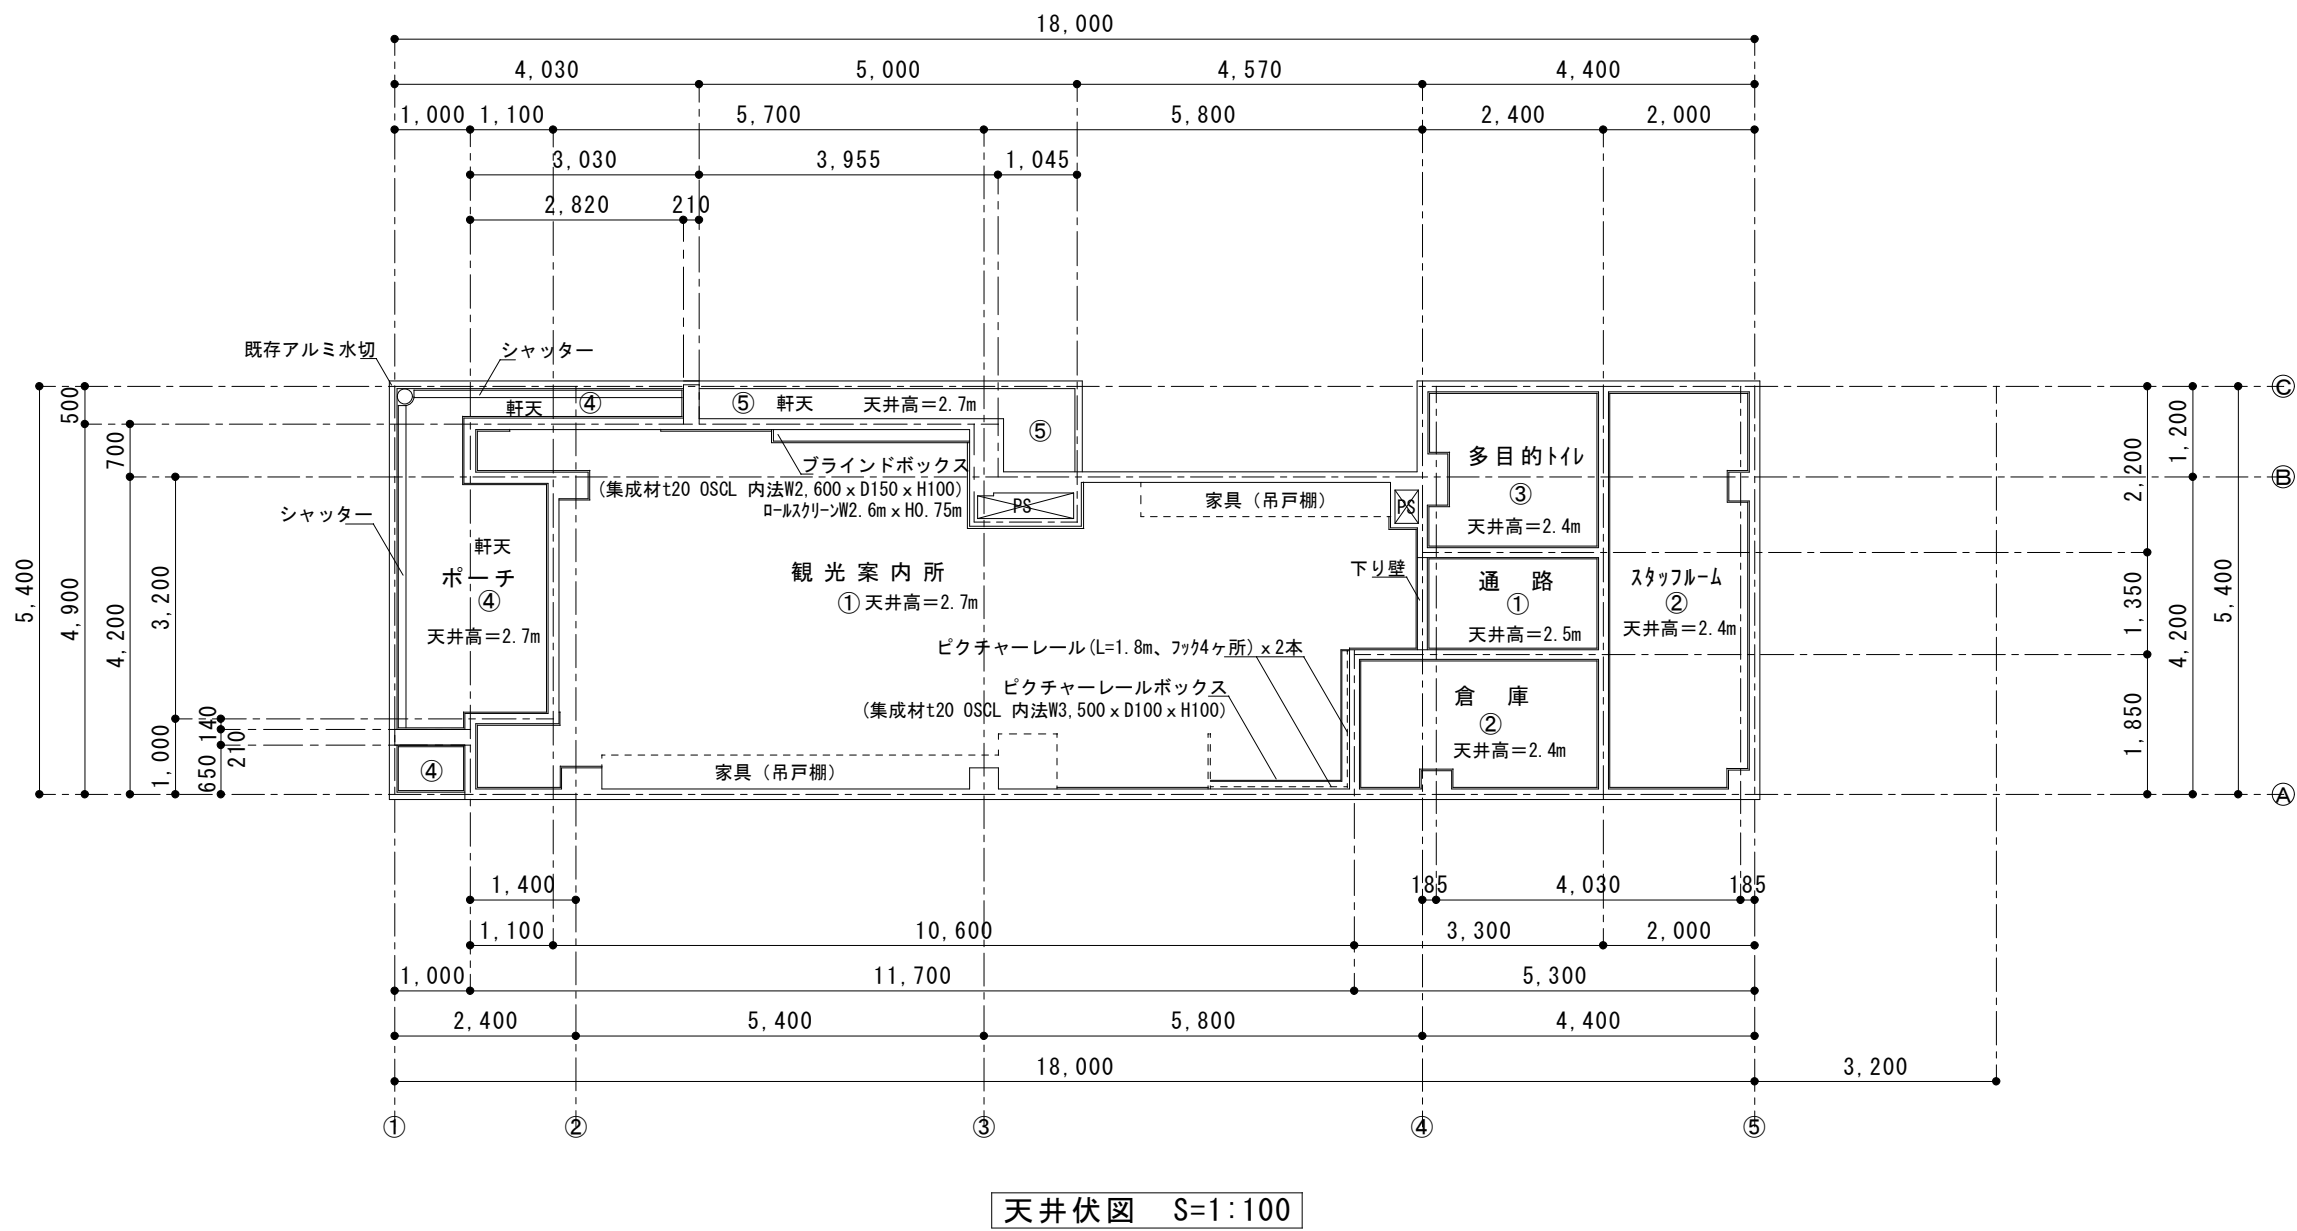 18,000
4,030 5,000 4,570 4,400
1,000 1,100 5,700 5,800 2,400 2,000
3,030 3,955 1,045
2,820 210
既存アルミ水切
シャッター
軒天 ④
⑤ 軒天 天井高=2.7m
⑤
ブラインドボックス
(集成材t20 OSCL 内法W2,600xD150xH100)
ロールスクリーンW2.6mxH0.75m
PS
家具(吊戸棚)
PS
多目的トイレ
③
天井高=2.4m
シャッター
軒天
ポーチ
④
天井高=2.7m
観光案内所
① 天井高=2.7m
下り壁
通路
①
天井高=2.5m
スタッフルーム
②
天井高=2.4m
ピクチャーレール(L=1.8m、フック4ヶ所)x2本
ピクチャーレールボックス
(集成材t20 OSCL 内法W3,500xD100xH100)
倉庫
②
天井高=2.4m
④
家具(吊戸棚)
5,400
500
4,900
700
4,200
3,200
1,000
140
210
650
2,200
1,350
1,850
1,200
4,200
5,400
Ⓒ
Ⓑ
Ⓐ
1,400 185 4,030 185
1,100 10,600 3,300 2,000
1,000 11,700 5,300
2,400 5,400 5,800 4,400
18,000 3,200
① ② ③ ④ ⑤
天井伏図 S=1:100